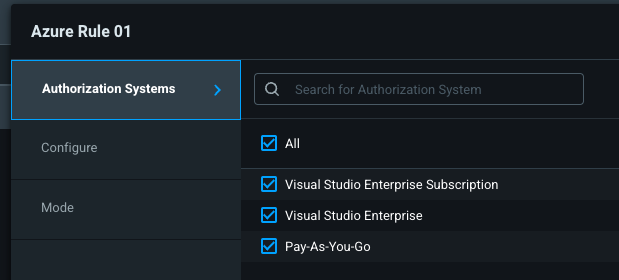 Azure Rule 01
Authorization Systems
Search for Authorization System
Configure
All
Visual Studio Enterprise Subscription
Mode
Visual Studio Enterprise
Pay-As-You-Go